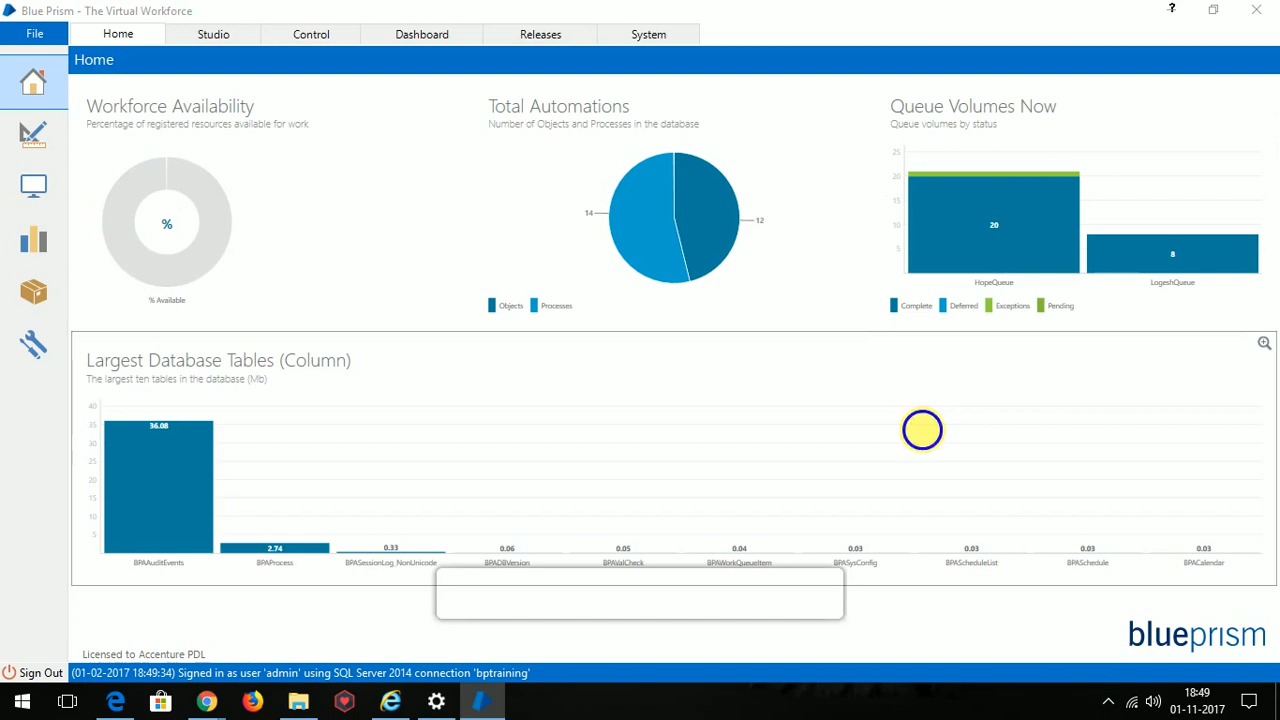 Blue Prism - The Virtual Workforce
?
File
Home
Studio
Control
Dashboard
Releases
System
Home
Workforce Availability
Percentage of registered resources available for work
%
% Available
Total Automations
Number of Objects and Processes in the database
14
12
Objects
Processes
Queue Volumes Now
Queue volumes by status
25
20
15
10
5
20
8
HopeQueue
LogeshQueue
Complete
Deferred
Exceptions
Pending
Largest Database Tables (Column)
The largest ten tables in the database (Mb)
40
35
30
25
20
15
10
5
36.08
2.74
0.33
0.06
0.05
0.04
0.03
0.03
0.03
0.03
BPAAuditEvents
BPAProcess
BPASessionLog_NonUnicode
BPADBVersion
BPAValCheck
BPAWorkQueueItem
BPASysConfig
BPAScheduleList
BPASchedule
BPACalendar
blueprism
Licensed to Accenture PDL
Sign Out
(01-02-2017 18:49:34) Signed in as user 'admin' using SQL Server 2014 connection 'bptraining'
18:49
01-11-2017